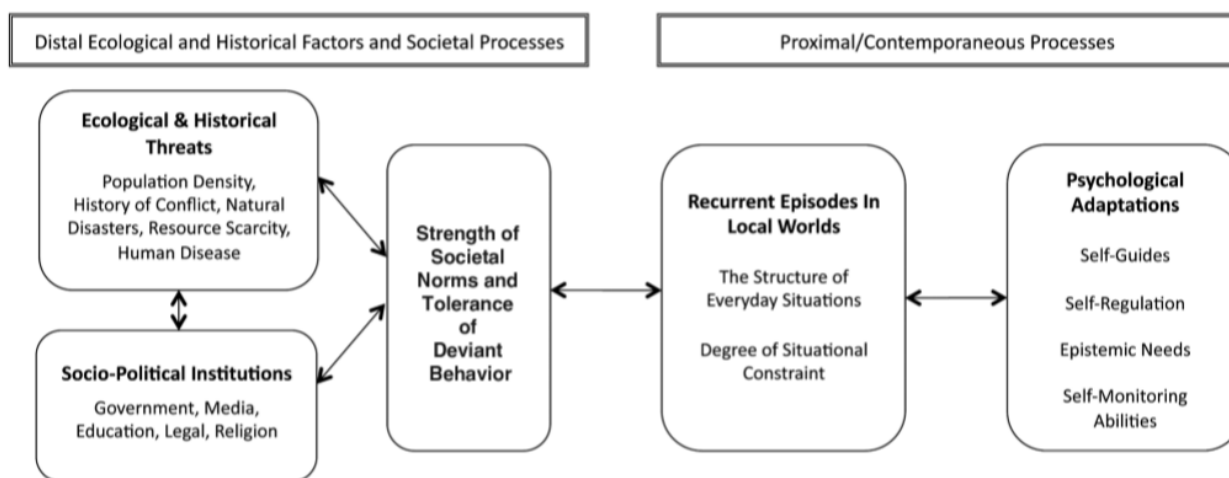 Distal Ecological and Historical Factors and Societal Processes
Proximal/Contemporaneous Processes
Ecological & Historical
Threats
Population Density,
History of Conflict, Natural
Disasters, Resource Scarcity,
Human Disease
Socio-Political Institutions
Government, Media,
Education, Legal, Religion
Strength of
Societal
Norms and
Tolerance
of
Deviant
Behavior
Recurrent Episodes In
Local Worlds
The Structure of
Everyday Situations
Degree of Situational
Constraint
Psychological
Adaptations
Self-Guides
Self-Regulation
Epistemic Needs
Self-Monitoring
Abilities